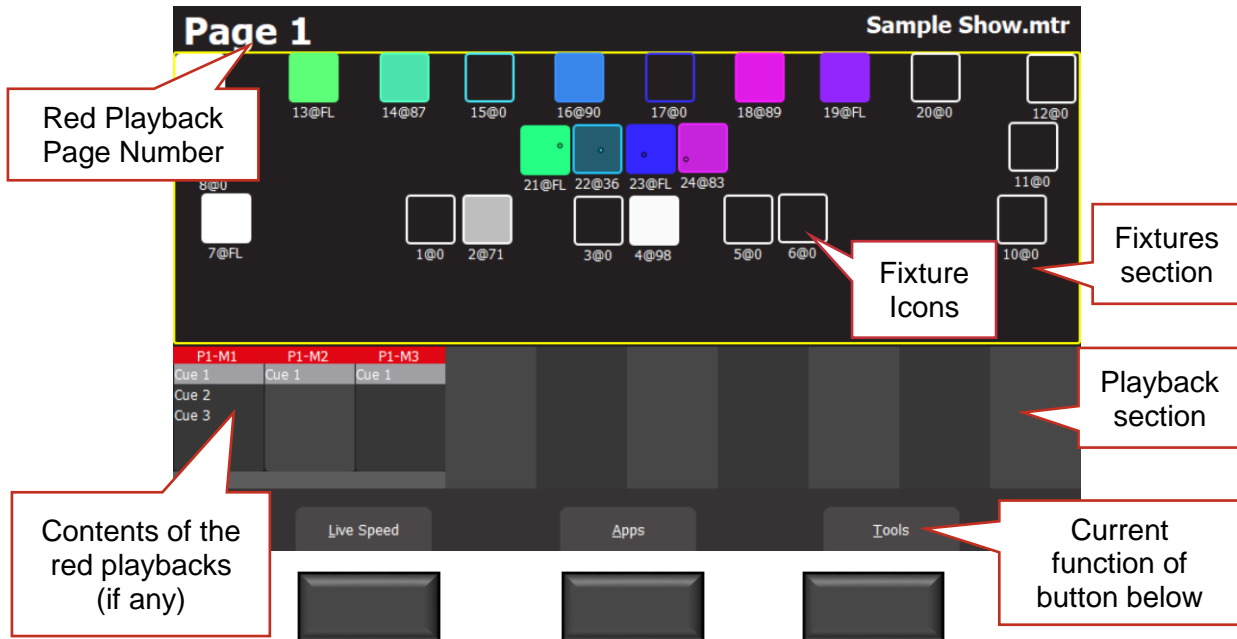 Page 1
Sample Show.mtr
Red Playback
Page Number
13@FL
14@87
15@0
16@90
17@0
18@89
19@FL
20@0
12@0
8@0
21@FL
22@36
23@FL
24@83
11@0
7@FL
1@0
2@71
3@0
4@98
5@0
6@0
10@0
Fixture
Icons
Fixtures
section
P1-M1
P1-M2
P1-M3
Cue 1
Cue 1
Cue 1
Cue 2
Cue 3
Playback
section
Contents of the
red playbacks
(if any)
Live Speed
Apps
Tools
Current
function of
button below